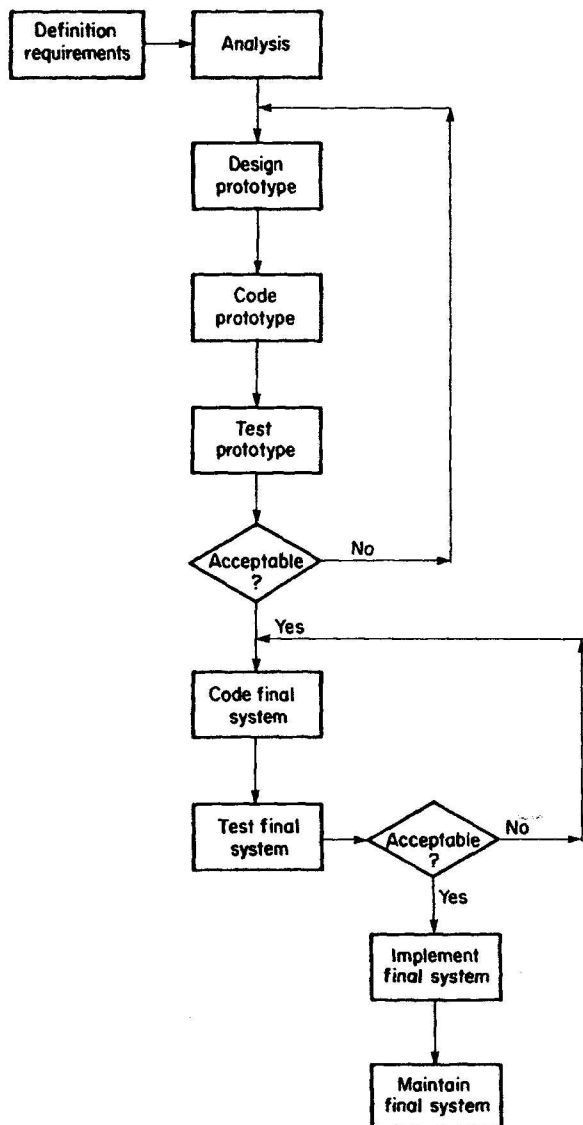 Definition
requirements
Analysis
Design
prototype
Code
prototype
Test
prototype
Acceptable
?
No
Yes
Code final
system
Test final
system
Acceptable
?
No
Yes
Implement
final system
Maintain
final system